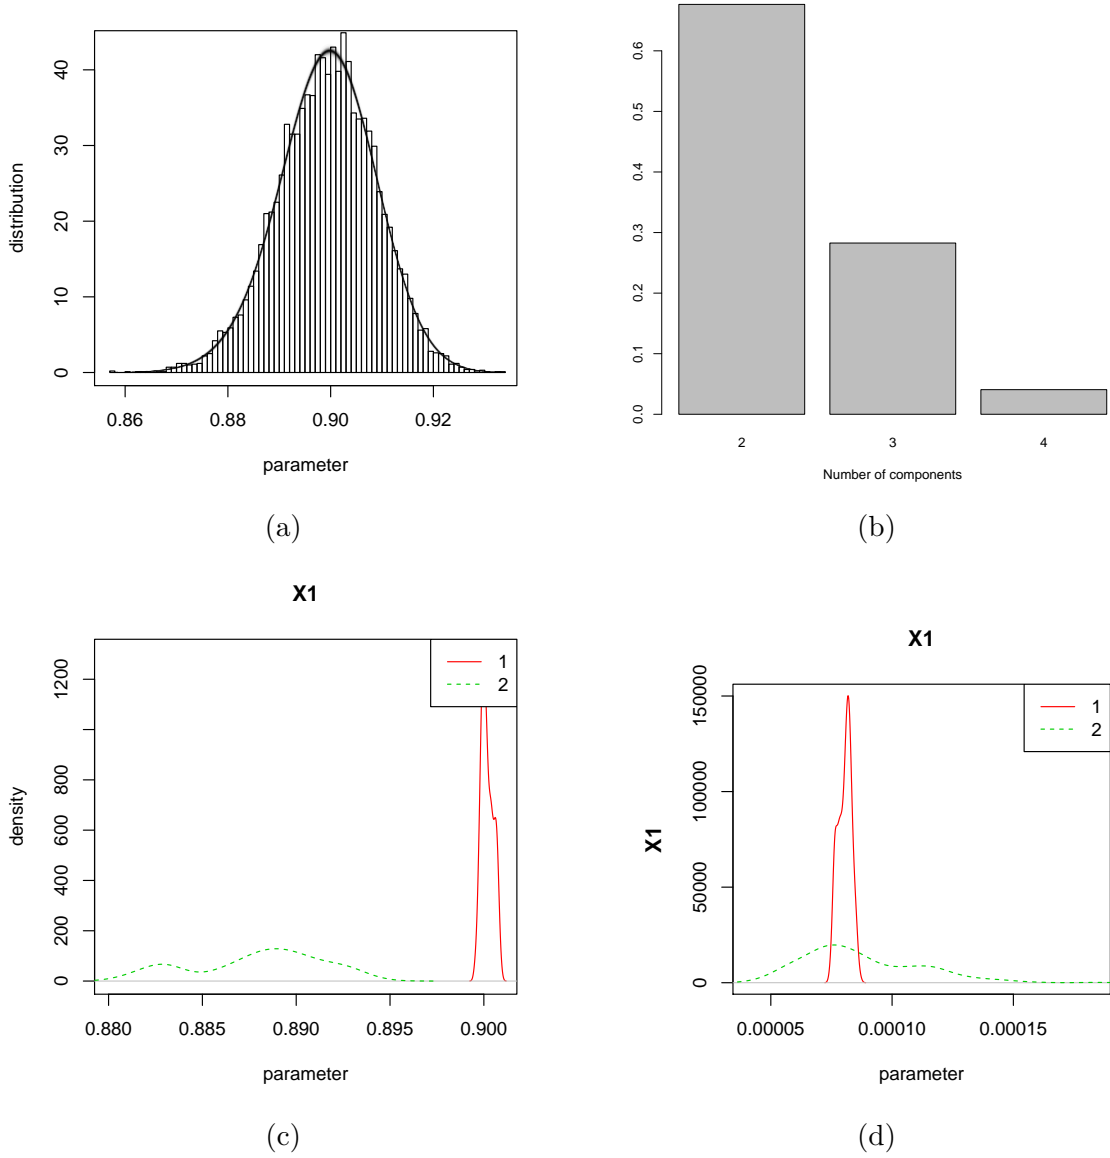 distribution
0 10 20 30 40
0.86 0.88 0.90 0.92
parameter
(a)
0.0 0.1 0.2 0.3 0.4 0.5 0.6
2 3 4
Number of components
(b)
X1
density
0 200 400 600 800 1200
1
2
0.880 0.885 0.890 0.895 0.900
parameter
(c)
X1
X1
0 50000 100000 150000
1
2
0.00005 0.00010 0.00015
parameter
(d)